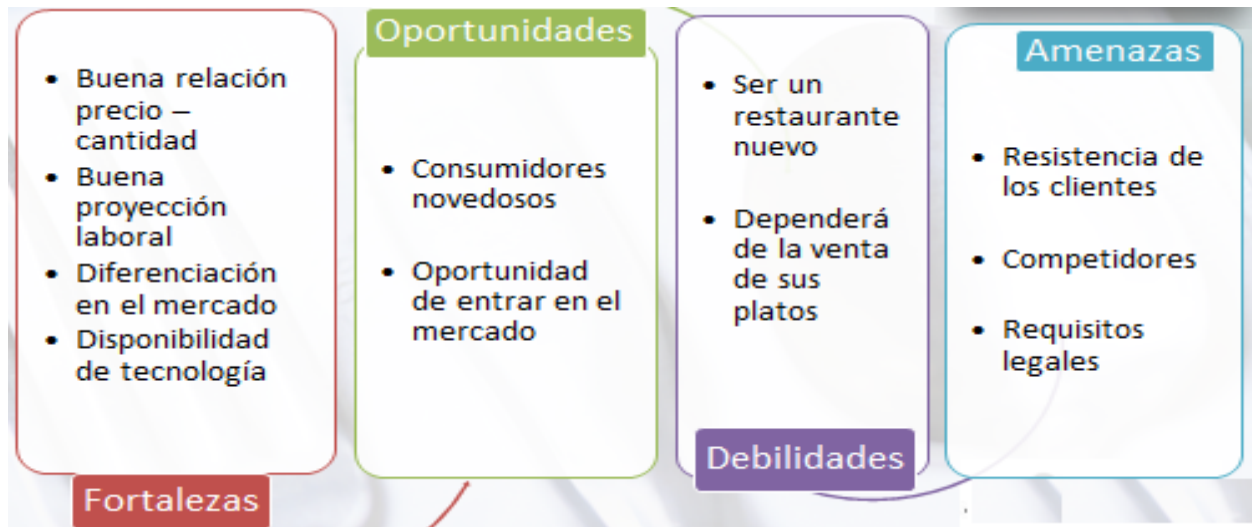 • Buena relación
precio –
cantidad
• Buena
proyección
laboral
• Diferenciación
en el mercado
• Disponibilidad
de tecnología
Fortalezas
Oportunidades
• Consumidores
novedosos
• Oportunidad
de entrar en el
mercado
• Ser un
restaurante
nuevo
• Dependerá
de la venta
de sus
platos
Debilidades
Amenazas
• Resistencia de
los clientes
• Competidores
• Requisitos
legales